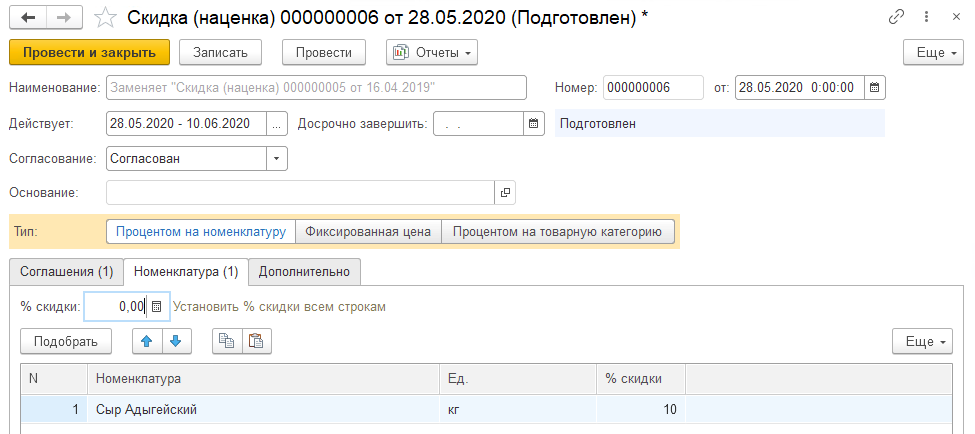 Скидка (наценка) 000000006 от 28.05.2020 (Подготовлен) *
Провести и закрыть Записать Провести Отчеты Еще
Наименование: Заменяет "Скидка (наценка) 000000005 от 16.04.2019" Номер: 000000006 от: 28.05.2020 0:00:00
Действует: 28.05.2020 - 10.06.2020 ... Досрочно завершить: . . Подготовлен
Согласование: Согласован
Основание:
Тип: Процентом на номенклатуру Фиксированная цена Процентом на товарную категорию
Соглашения (1) Номенклатура (1) Дополнительно
% скидки: 0,00 Установить % скидки всем строкам
Подобрать Еще
N Номенклатура Ед. % скидки
1 Сыр Адыгейский кг 10